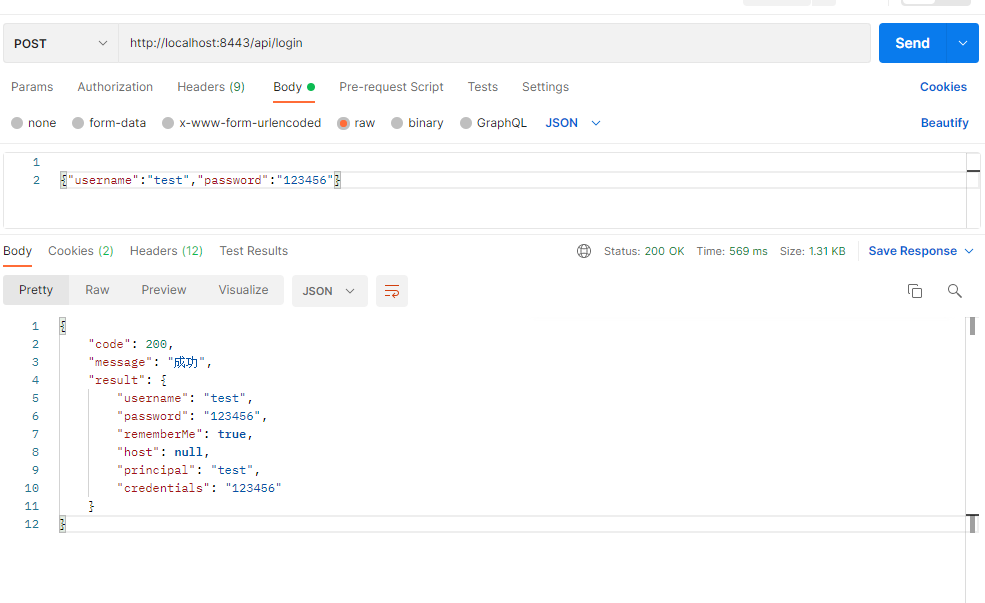 POST http://localhost:8443/api/login Send
Params Authorization Headers (9) Body Pre-request Script Tests Settings Cookies
none form-data x-www-form-urlencoded raw binary GraphQL JSON Beautify
1
2 {"username":"test","password":"123456"}
Body Cookies (2) Headers (12) Test Results Status: 200 OK Time: 569 ms Size: 1.31 KB Save Response
Pretty Raw Preview Visualize JSON
1 {
2 "code": 200,
3 "message": "成功",
4 "result": {
5 "username": "test",
6 "password": "123456",
7 "rememberMe": true,
8 "host": null,
9 "principal": "test",
10 "credentials": "123456"
11 }
12 }